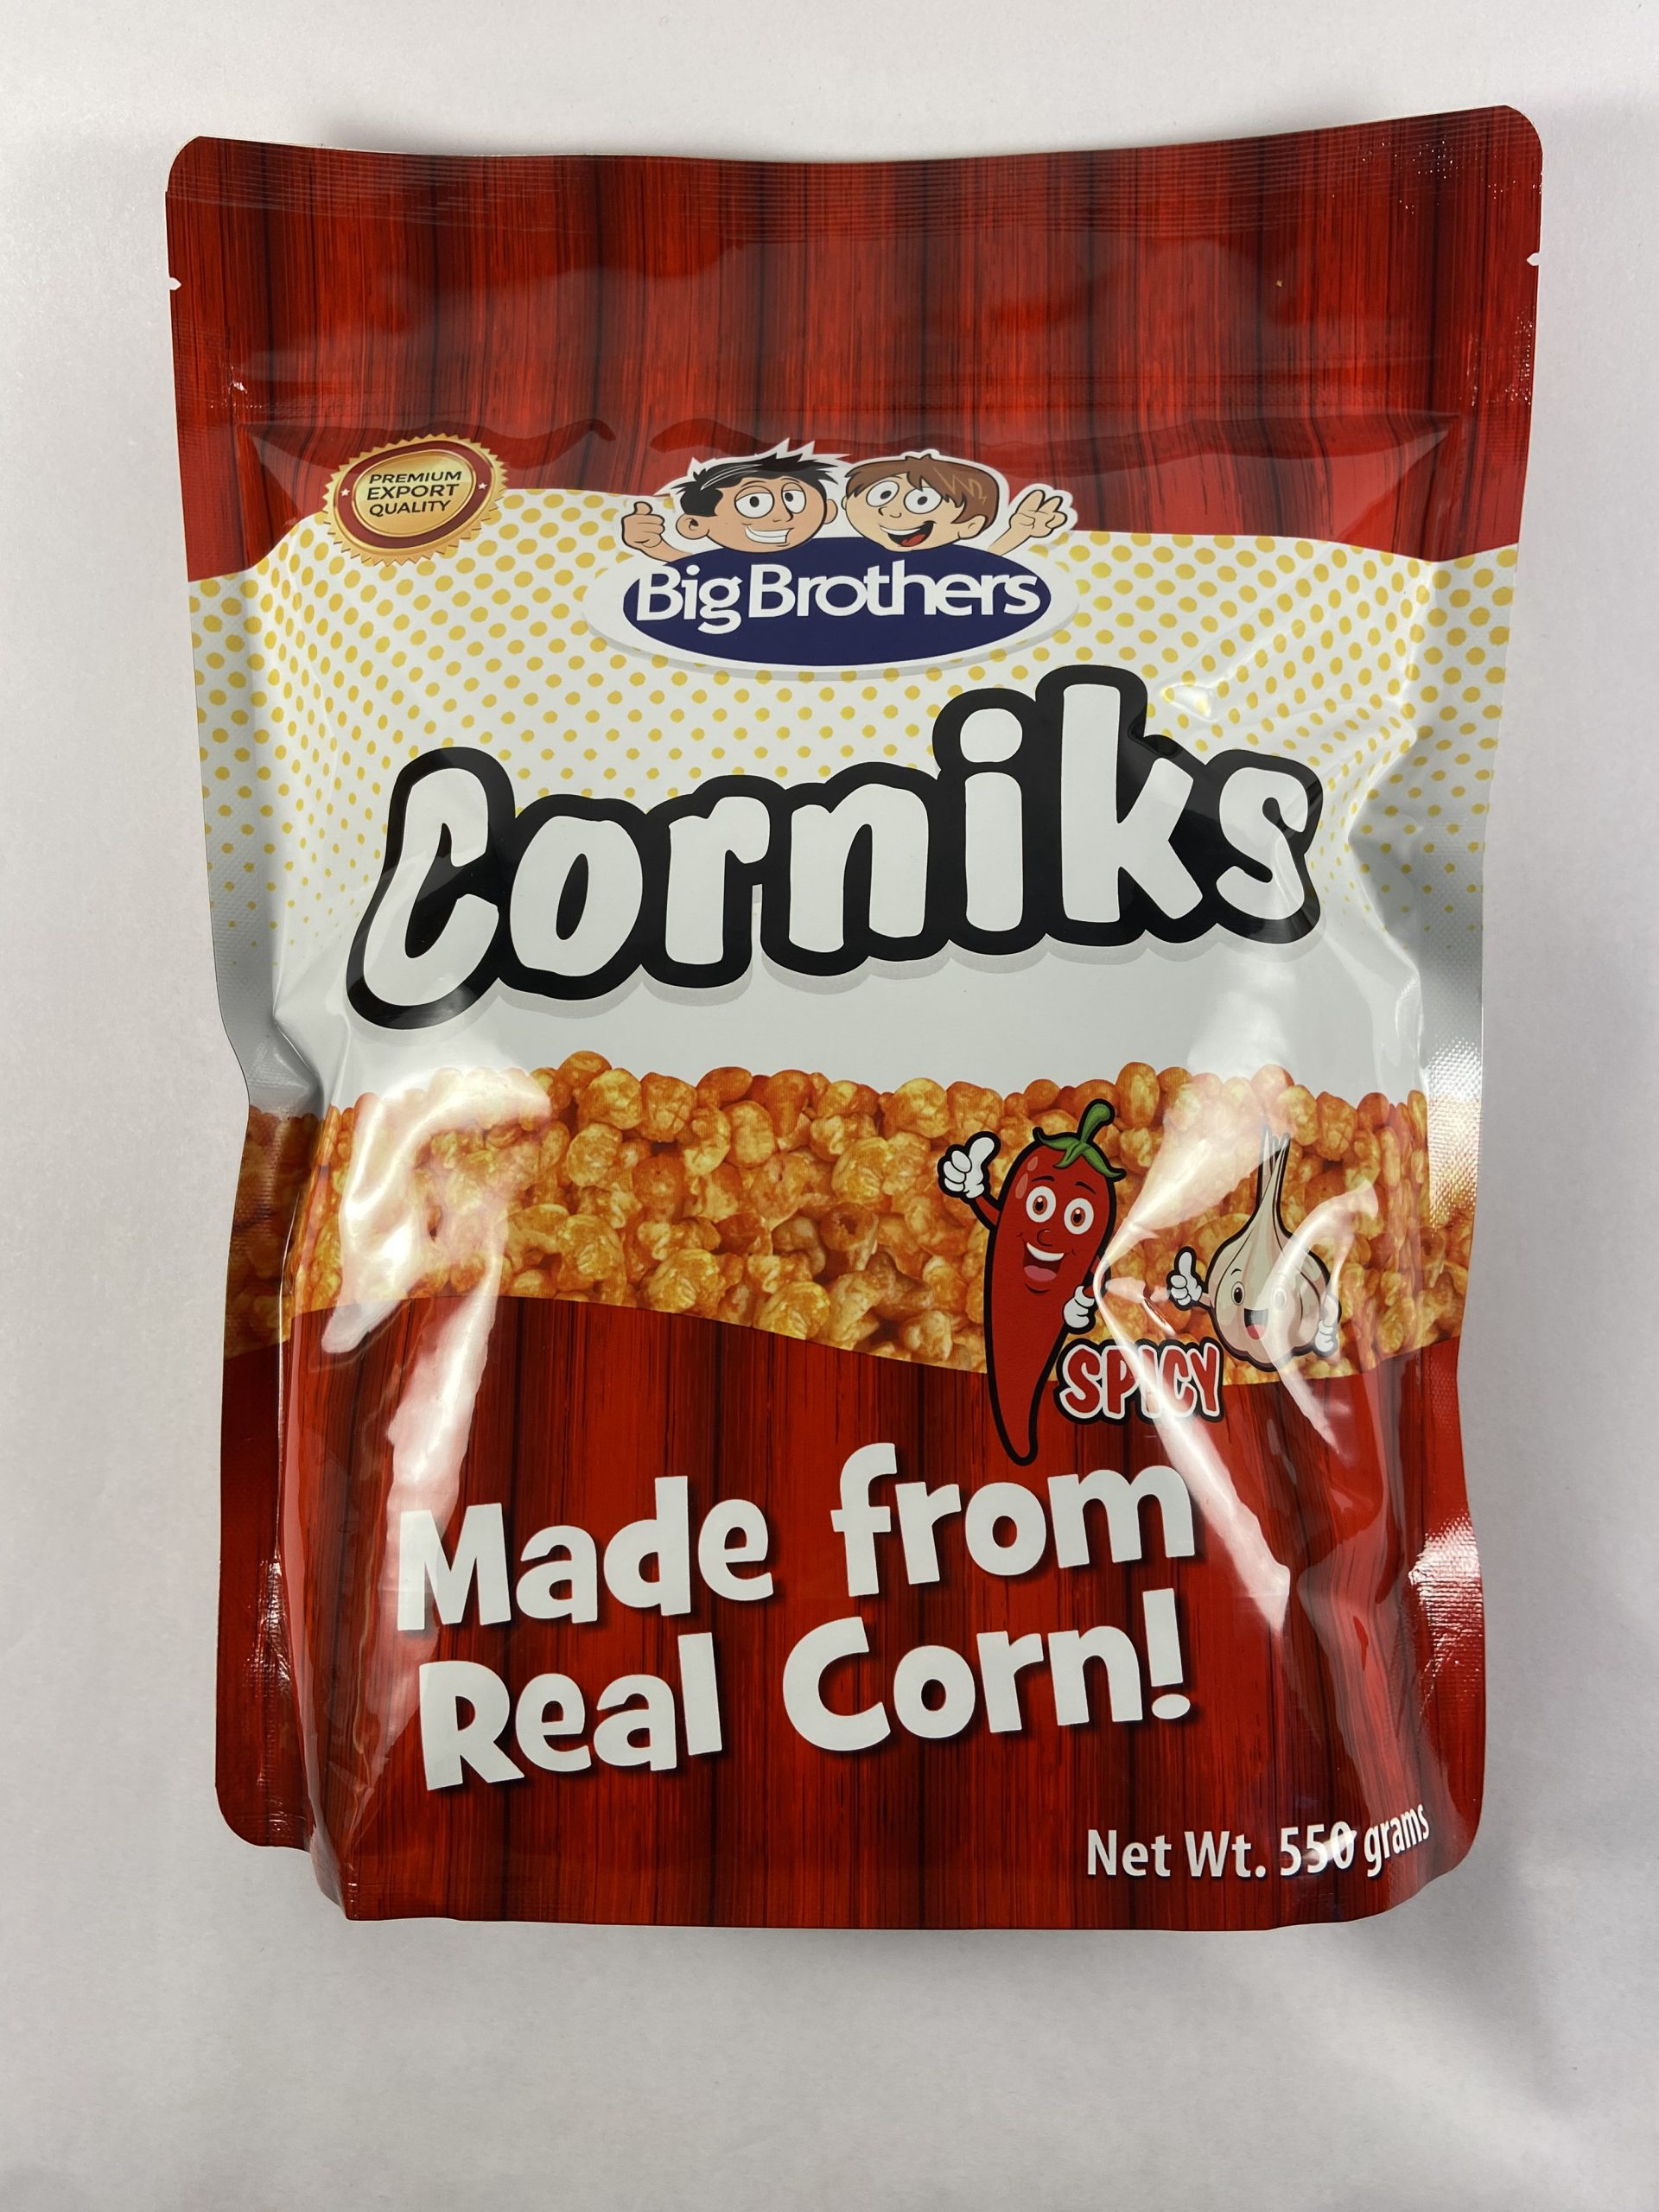 PREMIUM
EXPORT
QUALITY
Big Brothers
Corniks
SPICY
Made from
Real Corn!
Net Wt. 550 grams